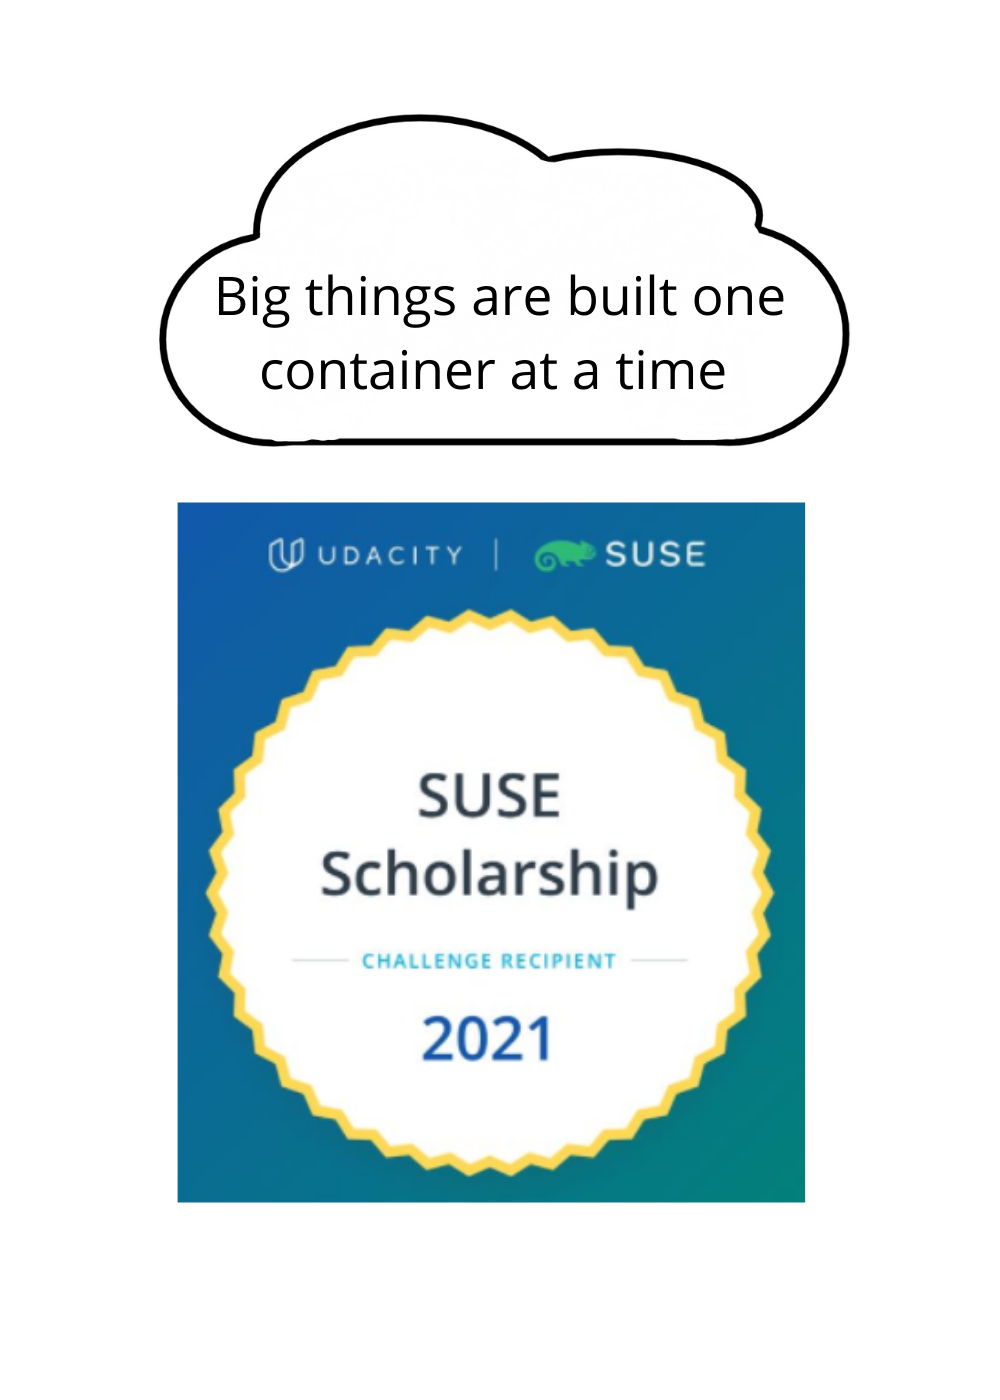 Big things are built one
container at a time
UDACITY | SUSE
SUSE
Scholarship
CHALLENGE RECIPIENT
2021